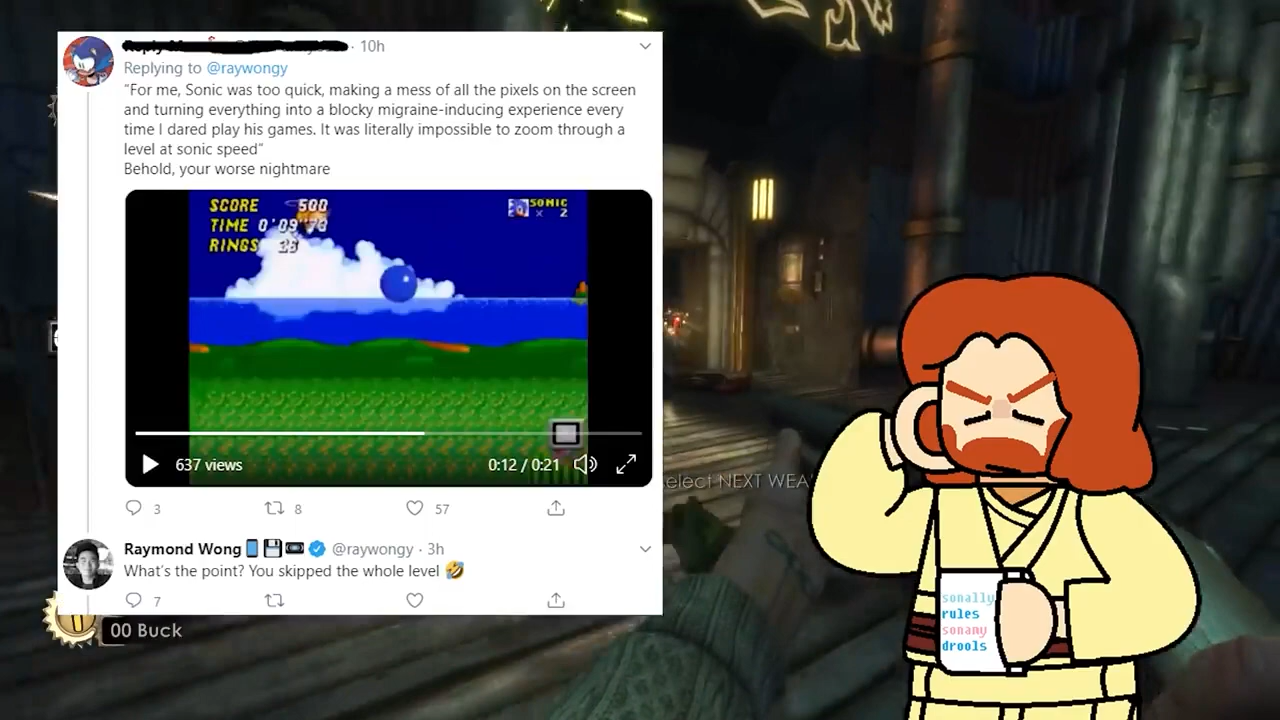 · 10h
Replying to @raywongy
“For me, Sonic was too quick, making a mess of all the pixels on the screen
and turning everything into a blocky migraine-inducing experience every
time I dared play his games. It was literally impossible to zoom through a
level at sonic speed”
Behold, your worse nightmare
SCORE 500
TIME 0'09"
RINGS
SONIC
× 2
637 views
0:12 / 0:21
3 8 57
Raymond Wong @raywongy · 3h
What's the point? You skipped the whole level 🤣
7
00 Buck
elect NEXT WEA
sonally
rules
sonamy
drools